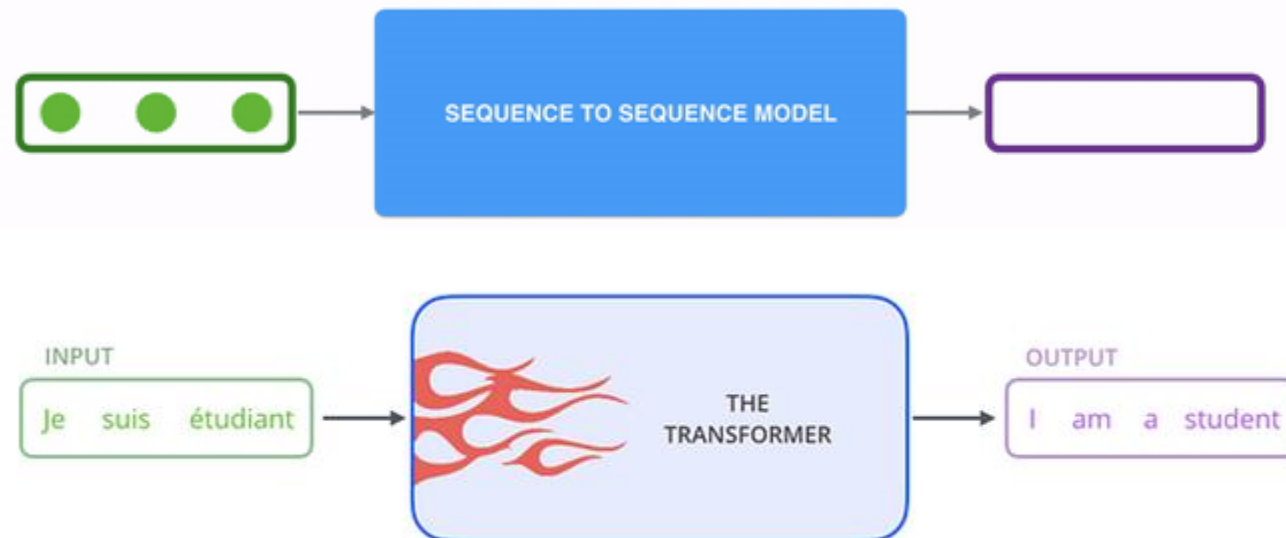 SEQUENCE TO SEQUENCE MODEL
INPUT
OUTPUT
Je suis étudiant
THE
TRANSFORMER
I am a student